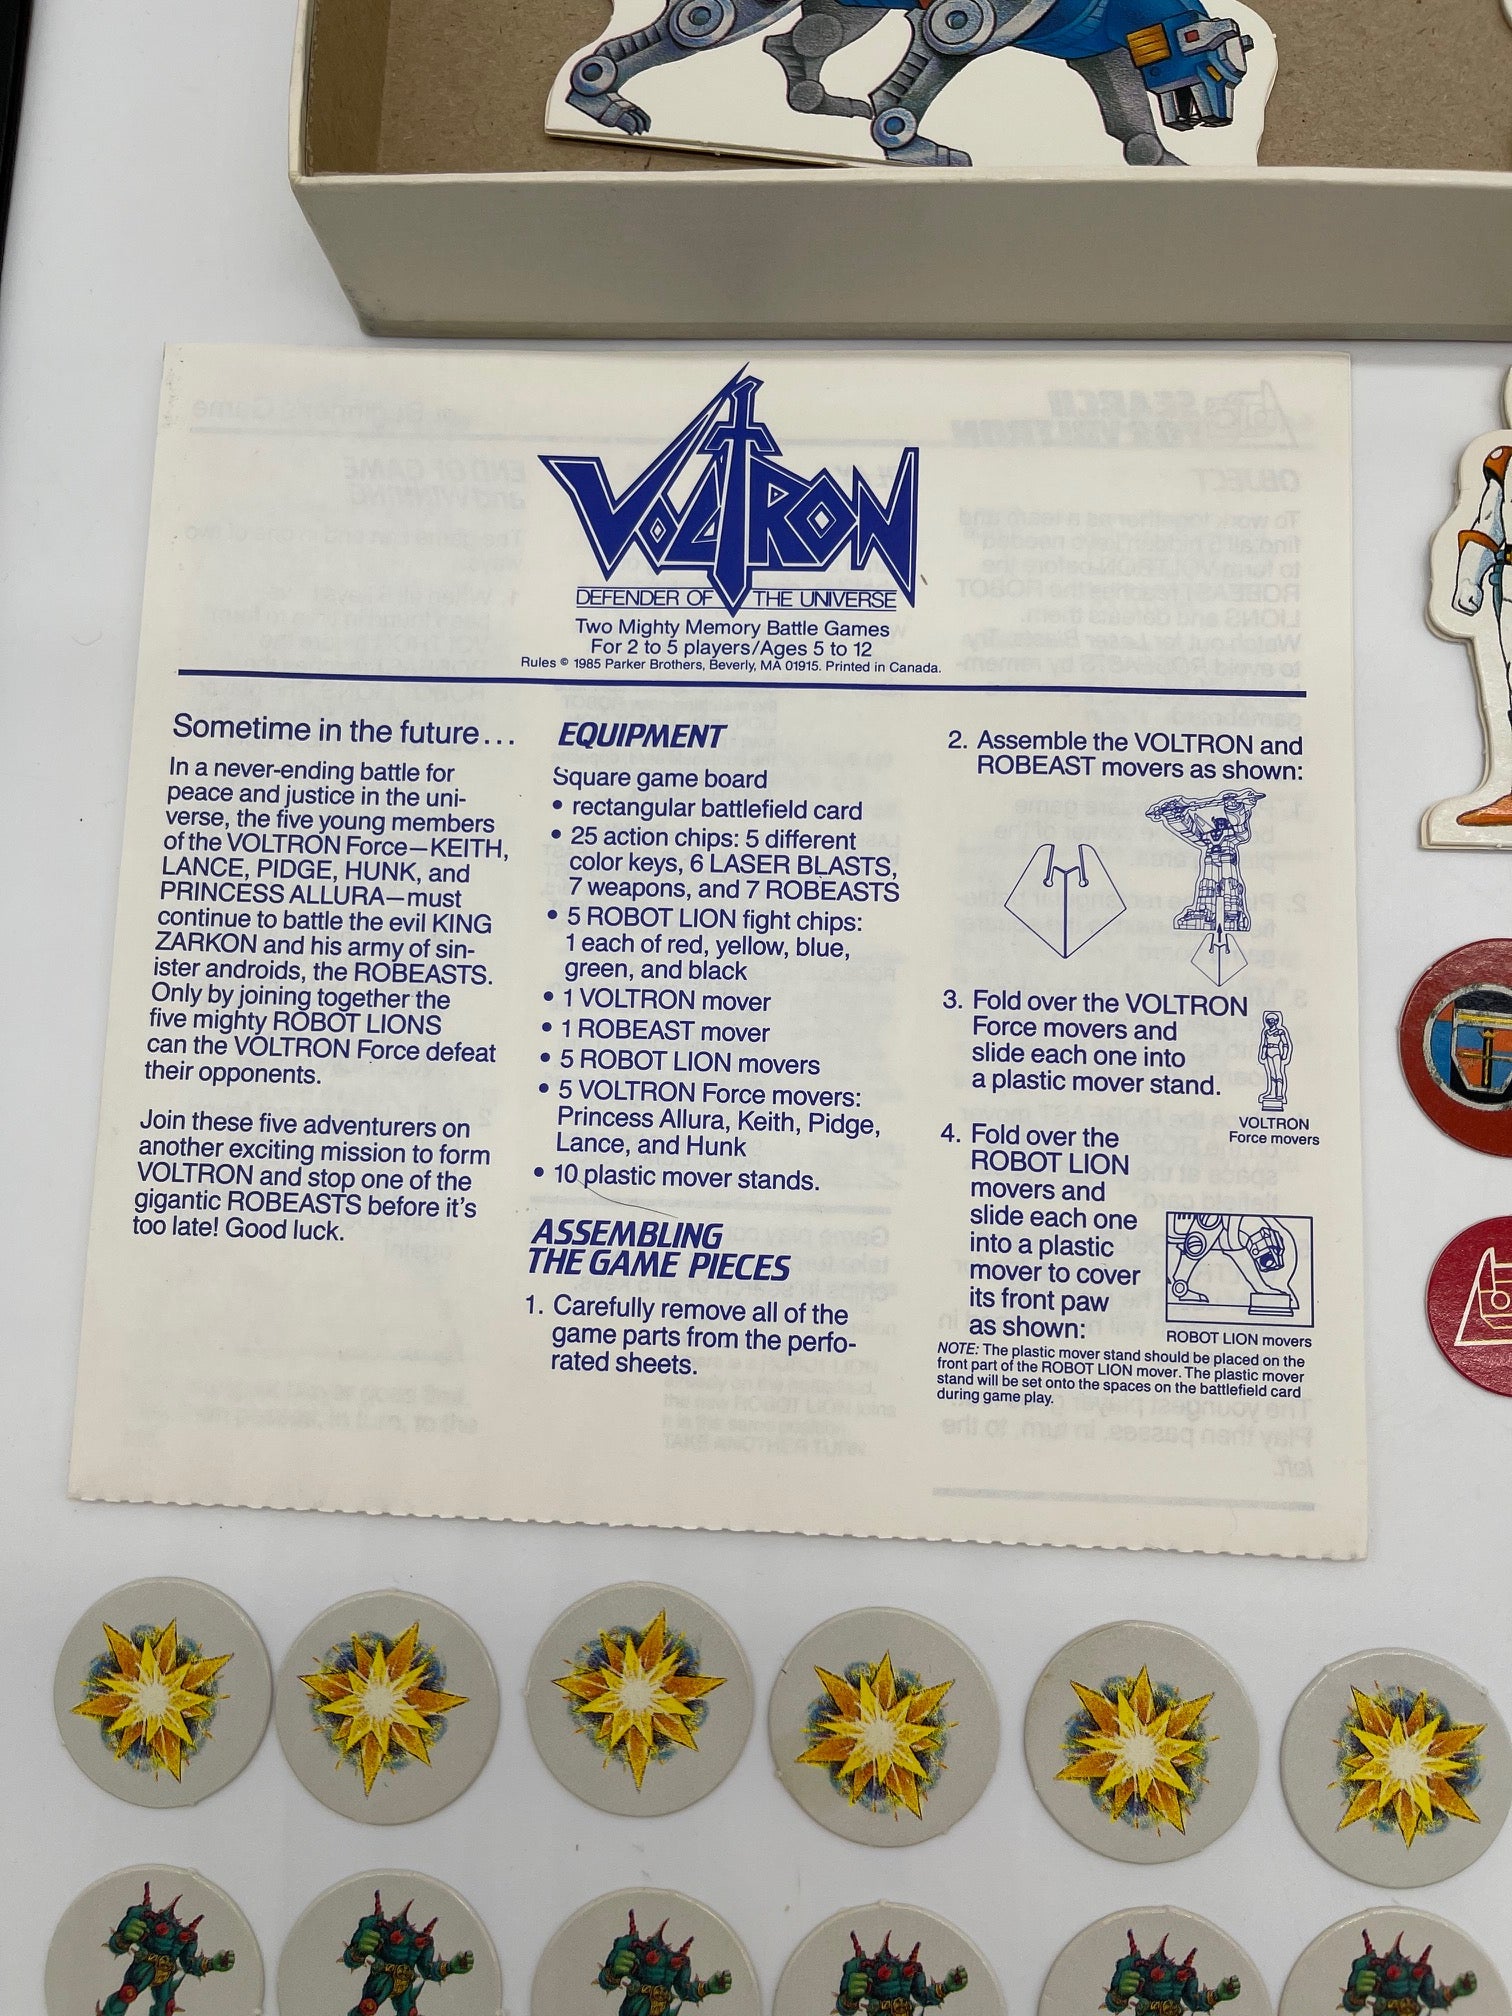 VOLTRON
DEFENDER OF THE UNIVERSE
Two Mighty Memory Battle Games
For 2 to 5 players/Ages 5 to 12
Rules © 1985 Parker Brothers, Beverly, MA 01915. Printed in Canada.
Sometime in the future...
In a never-ending battle for
peace and justice in the uni-
verse, the five young members
of the VOLTRON Force—KEITH,
LANCE, PIDGE, HUNK, and
PRINCESS ALLURA—must
continue to battle the evil KING
ZARKON and his army of sin-
ister androids, the ROBEASTS.
Only by joining together the
five mighty ROBOT LIONS
can the VOLTRON Force defeat
their opponents.
Join these five adventurers on
another exciting mission to form
VOLTRON and stop one of the
gigantic ROBEASTS before it's
too late! Good luck.
EQUIPMENT
Square game board
• rectangular battlefield card
• 25 action chips: 5 different
color keys, 6 LASER BLASTS,
7 weapons, and 7 ROBEASTS
• 5 ROBOT LION fight chips:
1 each of red, yellow, blue,
green, and black
• 1 VOLTRON mover
• 1 ROBEAST mover
• 5 ROBOT LION movers
• 5 VOLTRON Force movers:
Princess Allura, Keith, Pidge,
Lance, and Hunk
• 10 plastic mover stands.
ASSEMBLING
THE GAME PIECES
1. Carefully remove all of the
game parts from the perfo-
rated sheets.
2. Assemble the VOLTRON and
ROBEAST movers as shown:
3. Fold over the VOLTRON
Force movers and
slide each one into
a plastic mover stand.
VOLTRON
Force movers
4. Fold over the
ROBOT LION
movers and
slide each one
into a plastic
mover to cover
its front paw
as shown:
ROBOT LION movers
NOTE: The plastic mover stand should be placed on the
front part of the ROBOT LION mover. The plastic mover
stand will be set onto the spaces on the battlefield card
during game play.